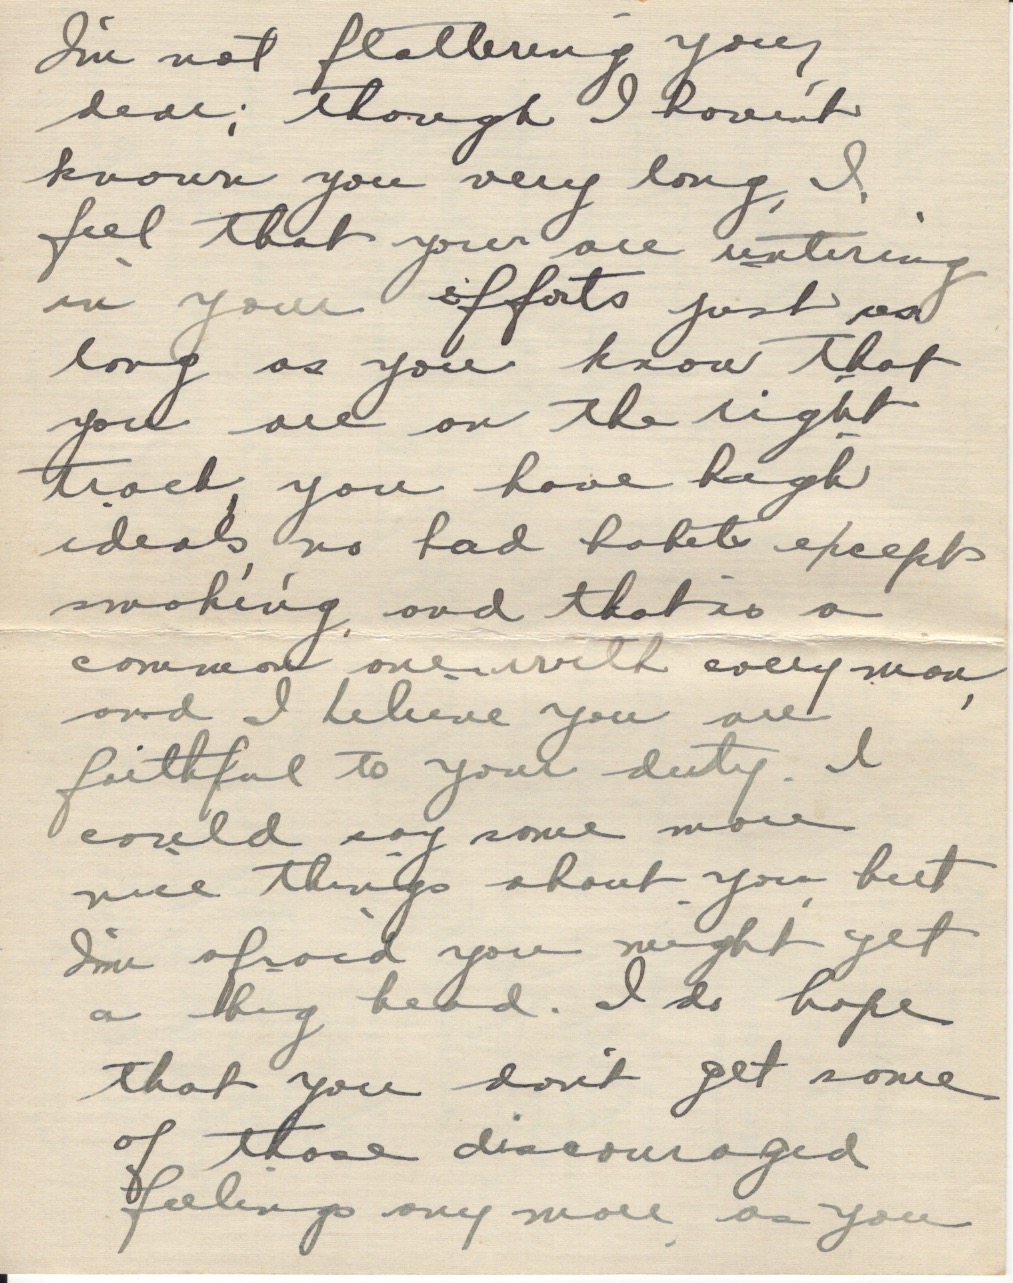 I'm not flattering you,
dear; though I haven't
known you very long, I
feel that your are untiring
in your efforts just as
long as you know that
you are on the right
track, you have high
ideals, no bad habits except
smoking, and that is a
common one with every man,
and I believe you are
faithful to your duty. I
could say some more
nice things about you, but
I'm afraid you might get
a big head. I do hope
that you don't get some
of those discouraged
feelings any more, as you